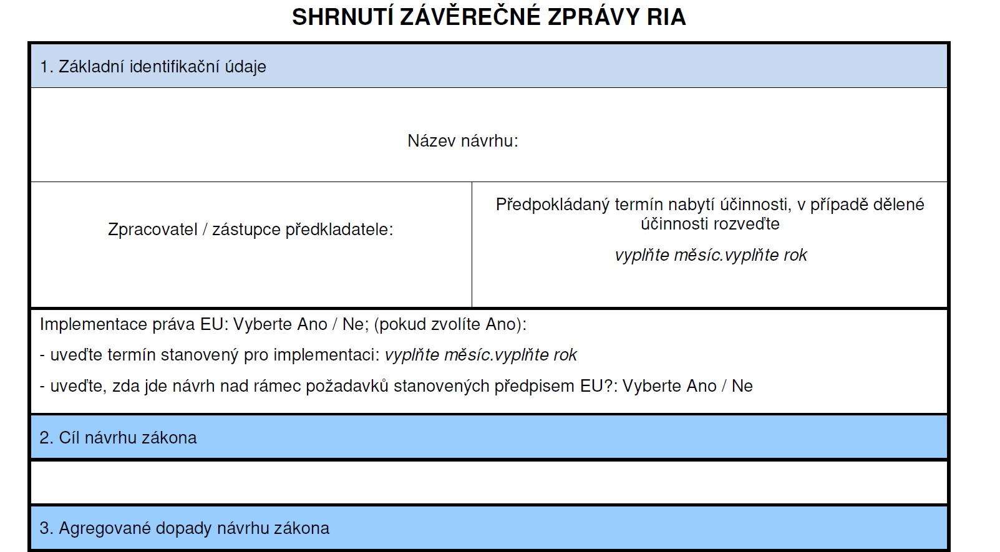 SHRNUTÍ ZÁVĚREČNÉ ZPRÁVY RIA
1. Základní identifikační údaje
Název návrhu:
Zpracovatel / zástupce předkladatele:
Předpokládaný termín nabytí účinnosti, v případě dělené
účinnosti rozveďte
vyplňte měsíc.vyplňte rok
Implementace práva EU: Vyberte Ano / Ne; (pokud zvolíte Ano):
- uveďte termín stanovený pro implementaci: vyplňte měsíc.vyplňte rok
- uveďte, zda jde návrh nad rámec požadavků stanovených předpisem EU?: Vyberte Ano / Ne
2. Cíl návrhu zákona
3. Agregované dopady návrhu zákona